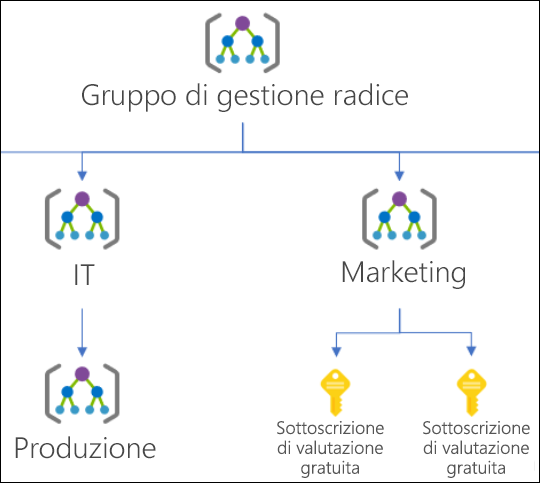 Gruppo di gestione radice
IT
Marketing
Produzione
Sottoscrizione
di valutazione
gratuita
Sottoscrizione
di valutazione
gratuita